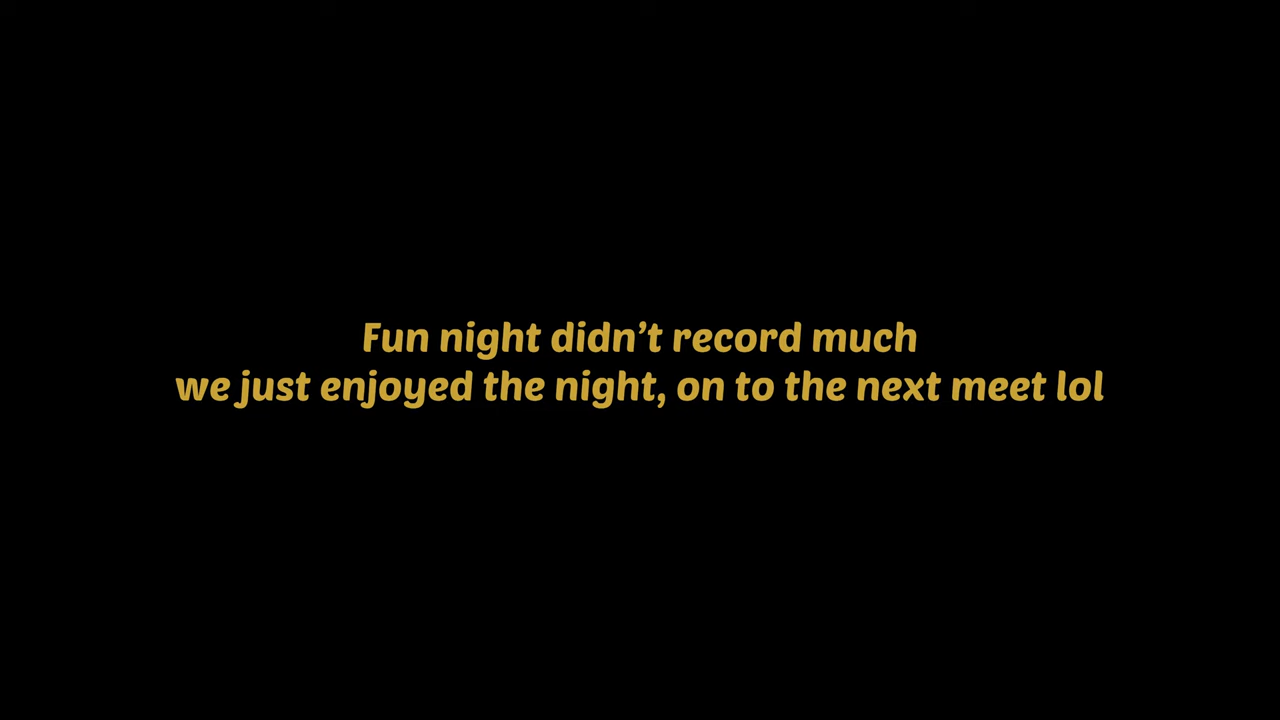 Fun night didn’t record much
we just enjoyed the night, on to the next meet lol